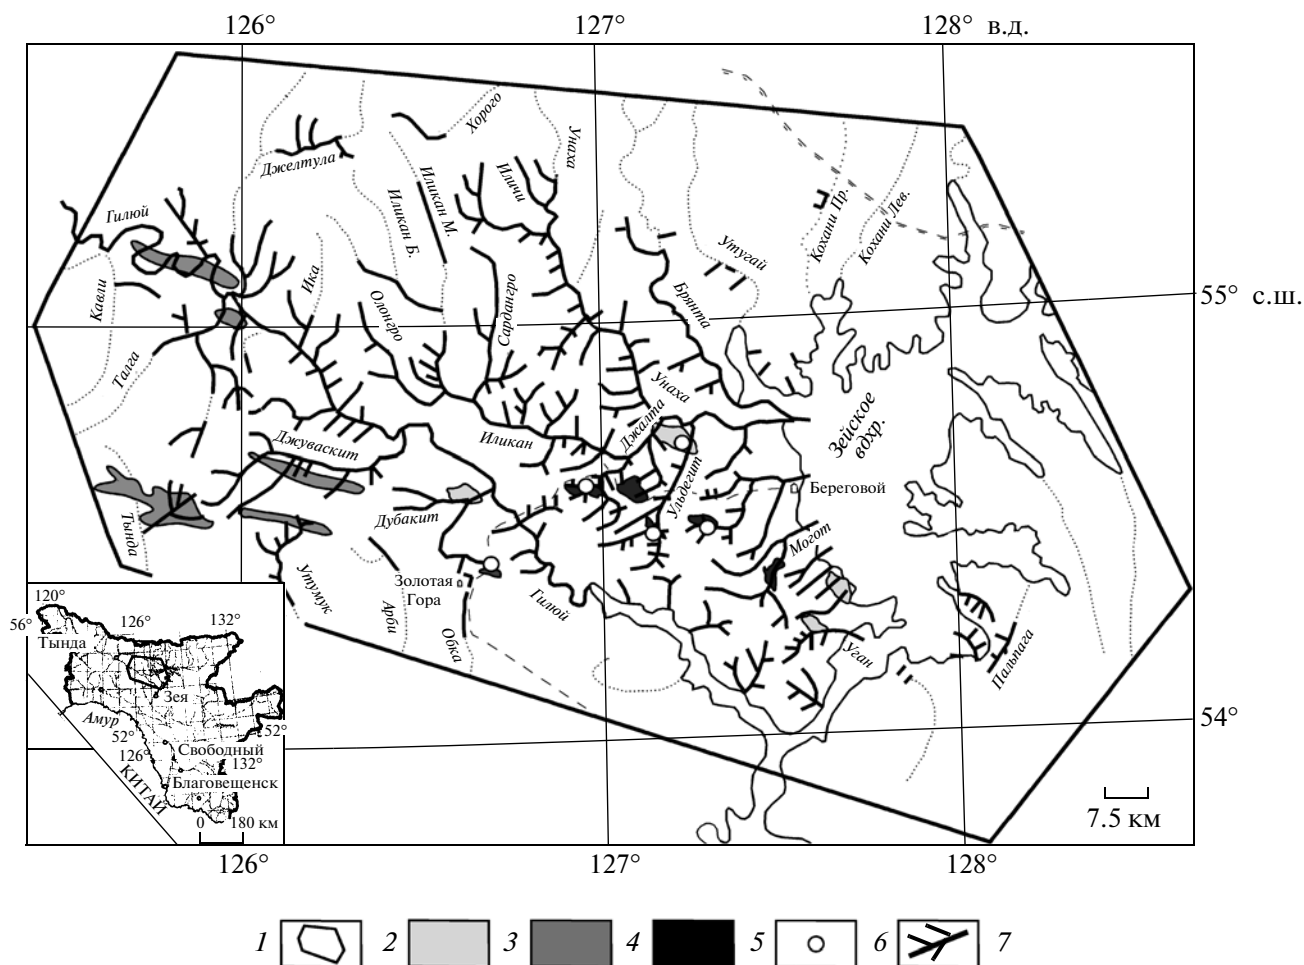 126°
127°
128° в.д.
Хорого
Унаха
Джелтула
Иликан М.
Иличи
Гилюй
Иликан Б.
Кохани Пр.
Кохани Лев.
Утугай
Кавли
Ика
Олонгро
Сардангро
Брянта
55° с.ш.
Талга
Унаха
Джалта
Зейское
вдхр.
Джуваскит
Иликан
Ульдегит
Береговой
Тында
Дубакит
Могот
Утумук
Золотая
Гора
Арби
Обка
Гилюй
Уган
Пальпага
54°
120°
56°
126°
132°
Тында
Зея
Амур
52°
52°
126°
Свободный
132°
Благовещенск
КИТАЙ
0 180 км
7.5 км
126°
127°
128°
1 2 3 4 5 6 7